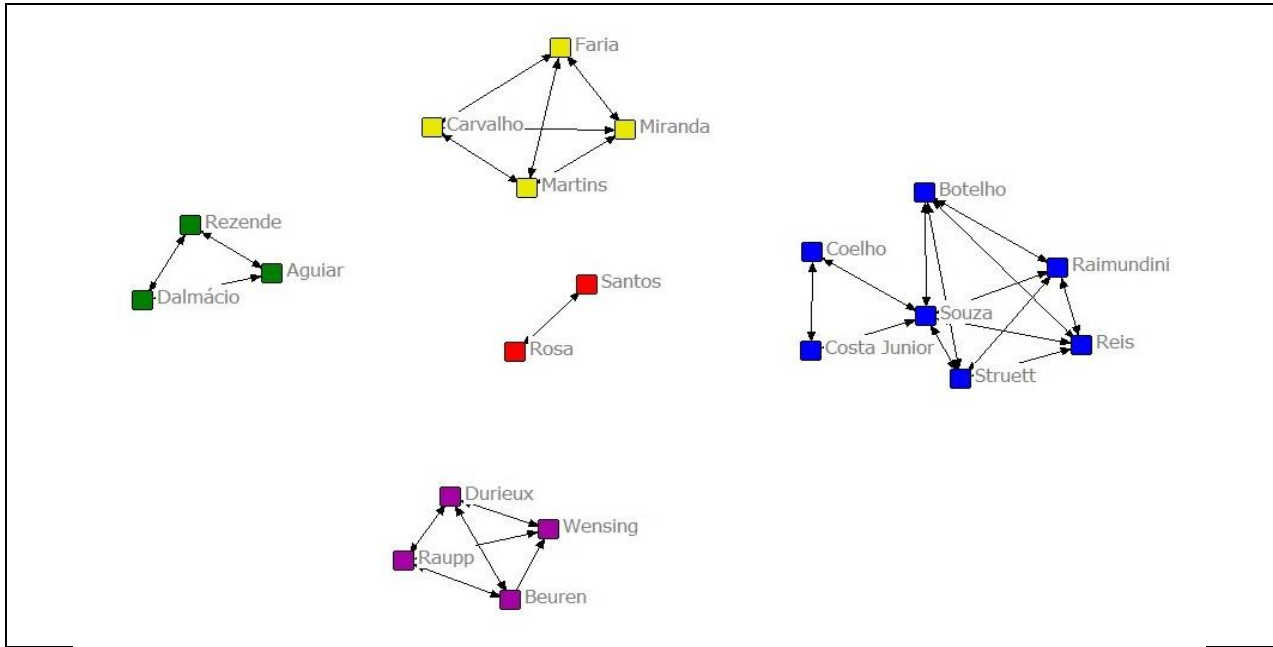 Faria
Carvalho
Miranda
Martins
Botelho
Rezende
Coelho
Raimundini
Aguiar
Santos
Dalmácio
Souza
Reis
Rosa
Costa Junior
Struett
Durieux
Wensing
Raupp
Beuren